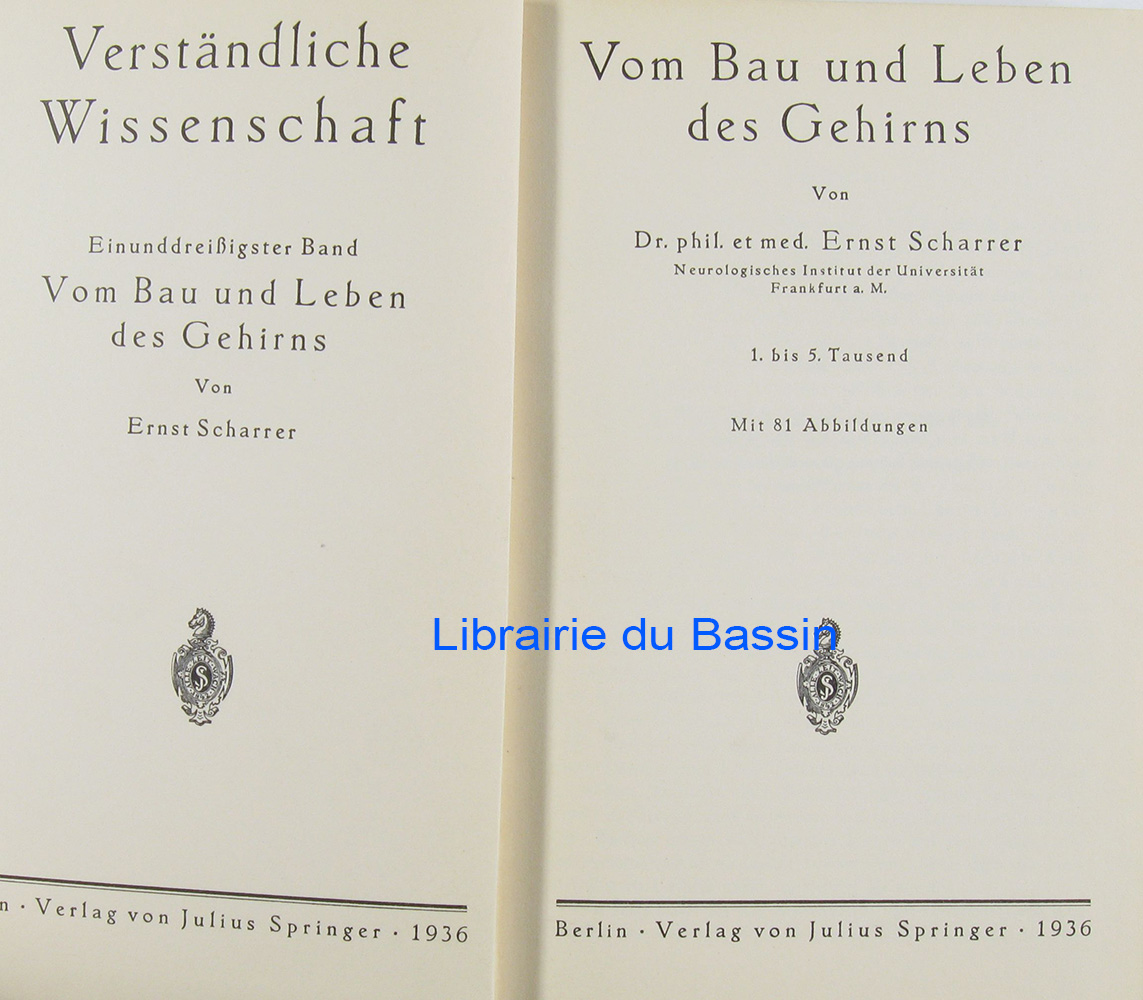 Verständliche
Wissenschaft
Einunddreißigster Band
Vom Bau und Leben
des Gehirns
Von
Ernst Scharrer
n · Verlag von Julius Springer · 1936
Vom Bau und Leben
des Gehirns
Von
Dr. phil. et med. Ernst Scharrer
Neurologisches Institut der Universität
Frankfurt a. M.
1. bis 5. Tausend
Mit 81 Abbildungen
Librairie du Bassin
Berlin · Verlag von Julius Springer · 1936